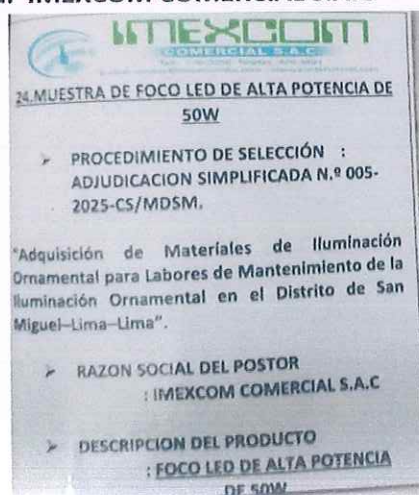 IMEXCOM
COMERCIAL S.A.C.
24.MUESTRA DE FOCO LED DE ALTA POTENCIA DE
50W
➢ PROCEDIMIENTO DE SELECCIÓN :
ADJUDICACION SIMPLIFICADA N.º 005-
2025-CS/MDSM.
"Adquisición de Materiales de Iluminación
Ornamental para Labores de Mantenimiento de la
Iluminación Ornamental en el Distrito de San
Miguel–Lima–Lima".
➢ RAZON SOCIAL DEL POSTOR
: IMEXCOM COMERCIAL S.A.C
➢ DESCRIPCION DEL PRODUCTO
: FOCO LED DE ALTA POTENCIA
DE 50W